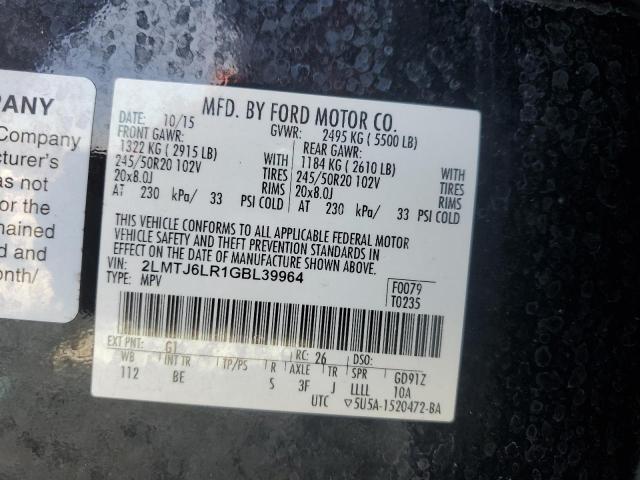 MPANY
Company
cturer's
as not
or the
nained
d and
onth/
MFD. BY FORD MOTOR CO.
DATE: 10/15 GVWR: 2495 KG ( 5500 LB)
FRONT GAWR: REAR GAWR:
1322 KG ( 2915 LB) WITH 1184 KG ( 2610 LB) WITH
245/50R20 102V TIRES 245/50R20 102V TIRES
20x8.0J RIMS 20x8.0J RIMS
AT 230 kPa/ 33 PSI COLD AT 230 kPa/ 33 PSI COLD
THIS VEHICLE CONFORMS TO ALL APPLICABLE FEDERAL MOTOR
VEHICLE SAFETY AND THEFT PREVENTION STANDARDS IN
EFFECT ON THE DATE OF MANUFACTURE SHOWN ABOVE.
VIN: 2LMTJ6LR1GBL39964 F0079
TYPE: MPV T0235
EXT PNT: G1 RC: 26 DSO:
WB INT TR TP/PS R AXLE TR SPR GD91Z
112 BE S 3F J LLLL 10A
UTC ▽5U5A-1520472-BA